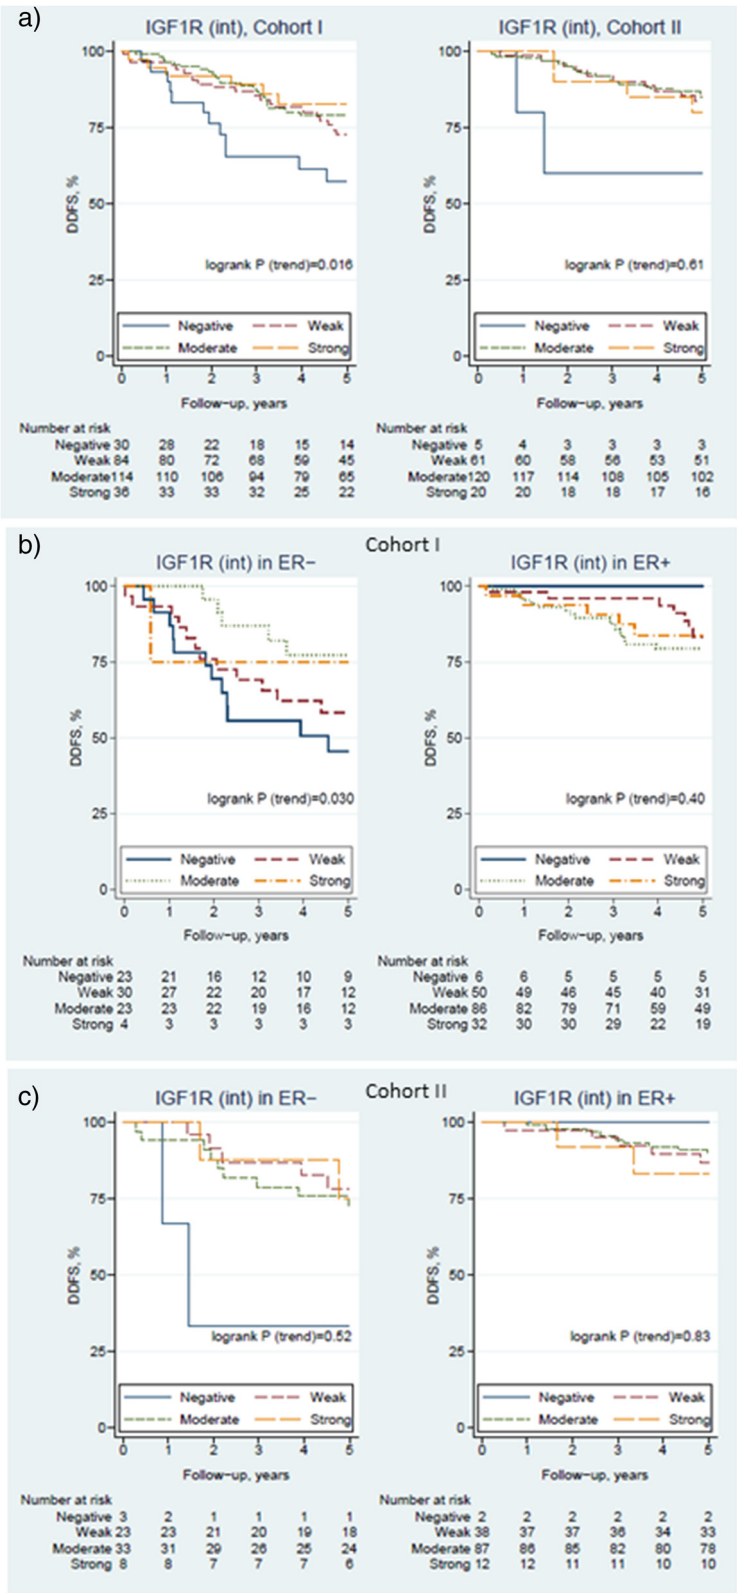 a)
IGF1R (int), Cohort I
100
75
50
25
0
DDFS, %
logrank P (trend)=0.016
Negative Weak
Moderate Strong
0 1 2 3 4 5
Follow-up, years
Number at risk
Negative 30 28 22 18 15 14
Weak 84 80 72 68 59 45
Moderate 114 110 106 94 79 65
Strong 36 33 33 32 25 22
IGF1R (int), Cohort II
100
75
50
25
0
DDFS, %
logrank P (trend)=0.61
Negative Weak
Moderate Strong
0 1 2 3 4 5
Follow-up, years
Number at risk
Negative 5 4 3 3 3 3
Weak 61 60 58 56 53 51
Moderate 120 117 114 108 105 102
Strong 20 20 18 18 17 16
b)
Cohort I
IGF1R (int) in ER−
100
75
50
25
0
DDFS, %
logrank P (trend)=0.030
Negative Weak
Moderate Strong
0 1 2 3 4 5
Follow-up, years
Number at risk
Negative 23 21 16 12 10 9
Weak 30 27 22 20 17 12
Moderate 23 23 22 19 16 12
Strong 4 3 3 3 3 3
IGF1R (int) in ER+
100
75
50
25
0
DDFS, %
logrank P (trend)=0.40
Negative Weak
Moderate Strong
0 1 2 3 4 5
Follow-up, years
Number at risk
Negative 6 6 5 5 5 5
Weak 50 49 46 45 40 31
Moderate 86 82 79 71 59 49
Strong 32 30 30 29 22 19
c)
Cohort II
IGF1R (int) in ER−
100
75
50
25
0
DDFS, %
logrank P (trend)=0.52
Negative Weak
Moderate Strong
0 1 2 3 4 5
Follow-up, years
Number at risk
Negative 3 2 1 1 1 1
Weak 23 23 21 20 19 18
Moderate 33 31 29 26 25 24
Strong 8 8 7 7 7 6
IGF1R (int) in ER+
100
75
50
25
0
DDFS, %
logrank P (trend)=0.83
Negative Weak
Moderate Strong
0 1 2 3 4 5
Follow-up, years
Number at risk
Negative 2 2 2 2 2 2
Weak 38 37 37 36 34 33
Moderate 87 86 85 82 80 78
Strong 12 12 11 11 10 10